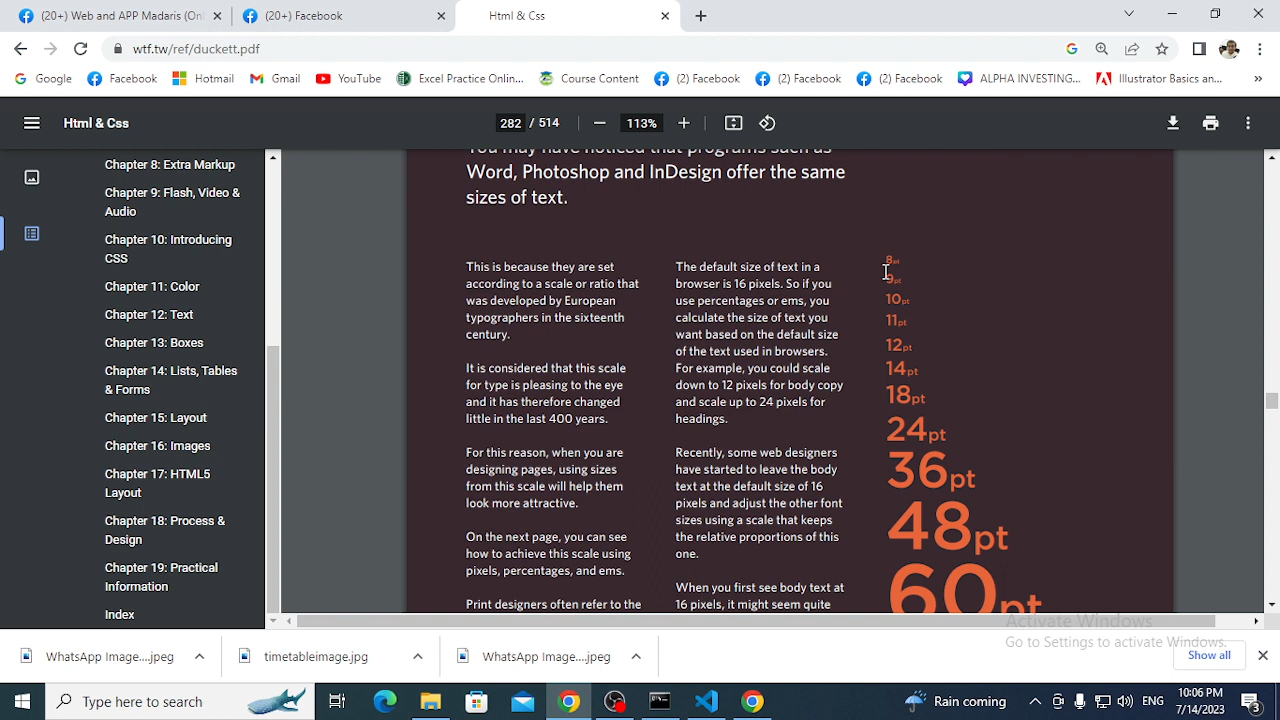 (20+) Web and APP Madaris (Onl
(20+) Facebook
Html & Css
wtf.tw/ref/duckett.pdf
Google
Facebook
Hotmail
Gmail
YouTube
Excel Practice Onlin...
Course Content
(2) Facebook
(2) Facebook
(2) Facebook
ALPHA INVESTING...
Illustrator Basics an...
Html & Css
282 / 514
113%
Chapter 8: Extra Markup
Chapter 9: Flash, Video &
Audio
Chapter 10: Introducing
CSS
Chapter 11: Color
Chapter 12: Text
Chapter 13: Boxes
Chapter 14: Lists, Tables
& Forms
Chapter 15: Layout
Chapter 16: Images
Chapter 17: HTML5
Layout
Chapter 18: Process &
Design
Chapter 19: Practical
Information
Index
You may have noticed that programs such as
Word, Photoshop and InDesign offer the same
sizes of text.
This is because they are set
according to a scale or ratio that
was developed by European
typographers in the sixteenth
century.
It is considered that this scale
for type is pleasing to the eye
and it has therefore changed
little in the last 400 years.
For this reason, when you are
designing pages, using sizes
from this scale will help them
look more attractive.
On the next page, you can see
how to achieve this scale using
pixels, percentages, and ems.
Print designers often refer to the
The default size of text in a
browser is 16 pixels. So if you
use percentages or ems, you
calculate the size of text you
want based on the default size
of the text used in browsers.
For example, you could scale
down to 12 pixels for body copy
and scale up to 24 pixels for
headings.
Recently, some web designers
have started to leave the body
text at the default size of 16
pixels and adjust the other font
sizes using a scale that keeps
the relative proportions of this
one.
When you first see body text at
16 pixels, it might seem quite
8pt
9pt
10pt
11pt
12pt
14pt
18pt
24pt
36pt
48pt
60pt
Activate Windows
Go to Settings to activate Windows.
WhatsApp Image....jpeg
timetableimage.jpg
WhatsApp Image....jpeg
Show all
Type here to search
Rain coming
ENG
10:06 PM
7/14/2023
3